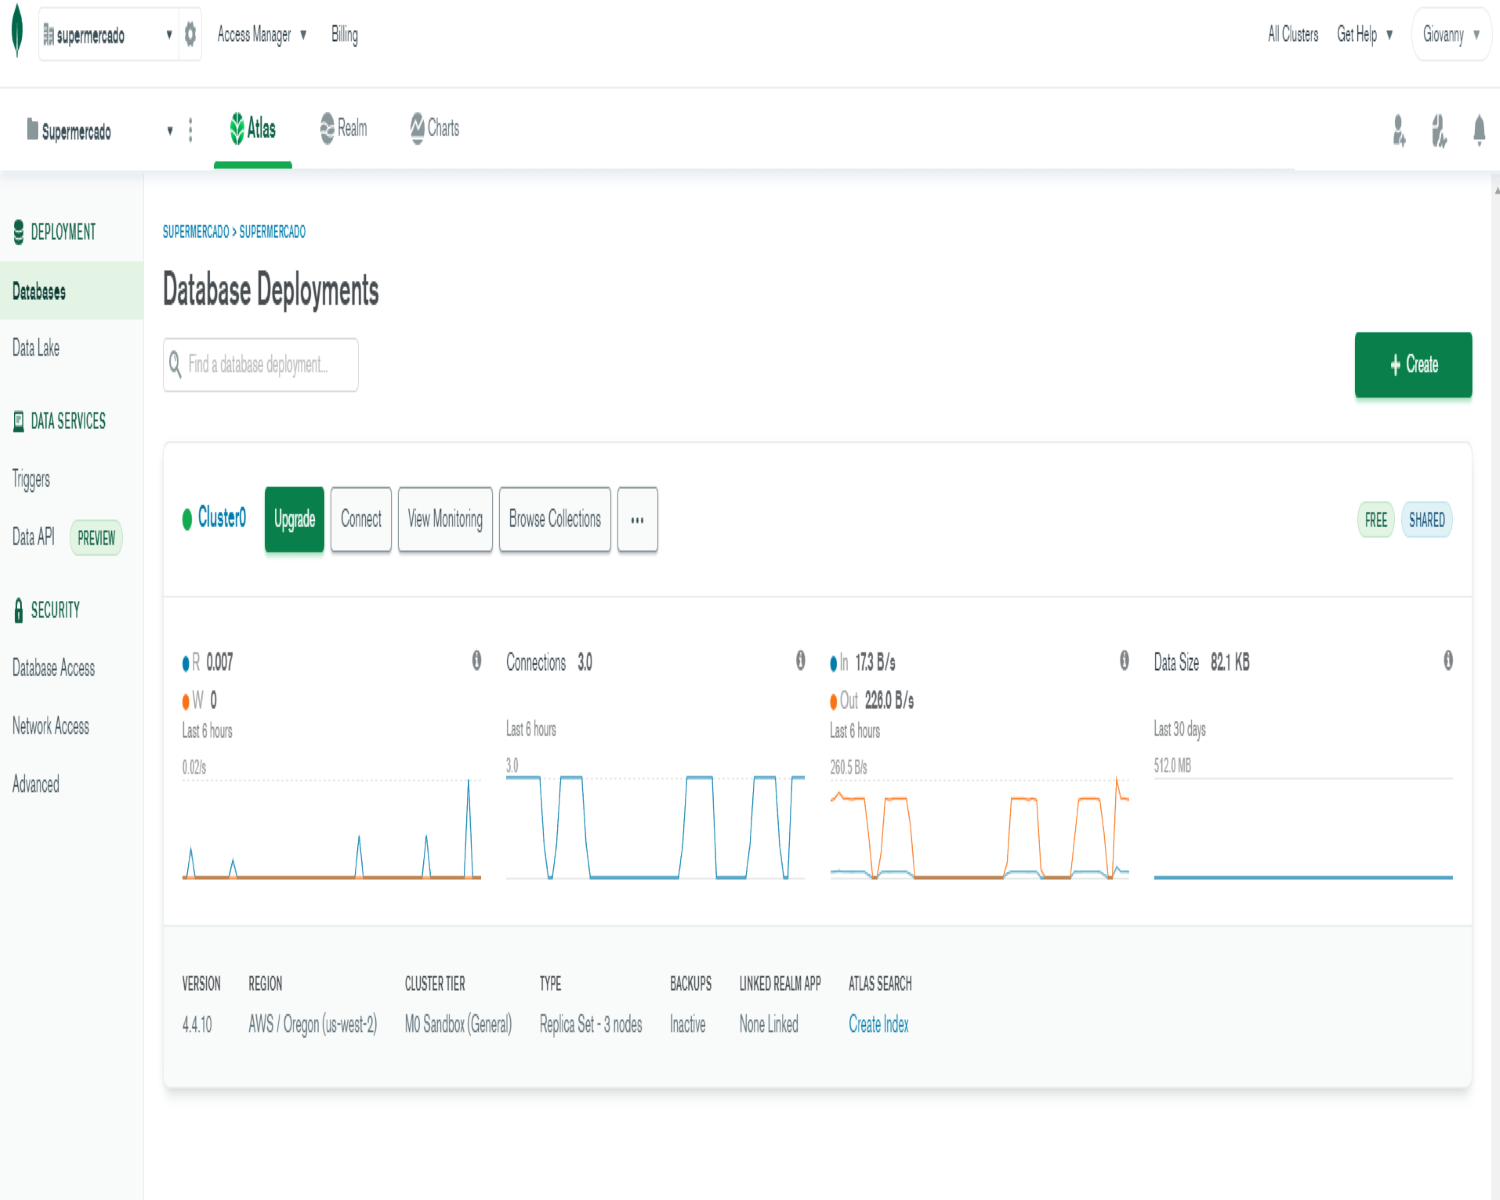 supermercado Access Manager Billing All Clusters Get Help Giovanny
Supermercado Atlas Realm Charts
DEPLOYMENT
Databases
Data Lake
DATA SERVICES
Triggers
Data API PREVIEW
SECURITY
Database Access
Network Access
Advanced
SUPERMERCADO > SUPERMERCADO
Database Deployments
Find a database deployment...
+ Create
Cluster0 Upgrade Connect View Monitoring Browse Collections ... FREE SHARED
R 0.007
W 0
Last 6 hours
0.02/s
Connections 3.0
Last 6 hours
3.0
In 17.3 B/s
Out 226.0 B/s
Last 6 hours
260.5 B/s
Data Size 82.1 KB
Last 30 days
512.0 MB
VERSION REGION CLUSTER TIER TYPE BACKUPS LINKED REALM APP ATLAS SEARCH
4.4.10 AWS / Oregon (us-west-2) M0 Sandbox (General) Replica Set - 3 nodes Inactive None Linked Create Index